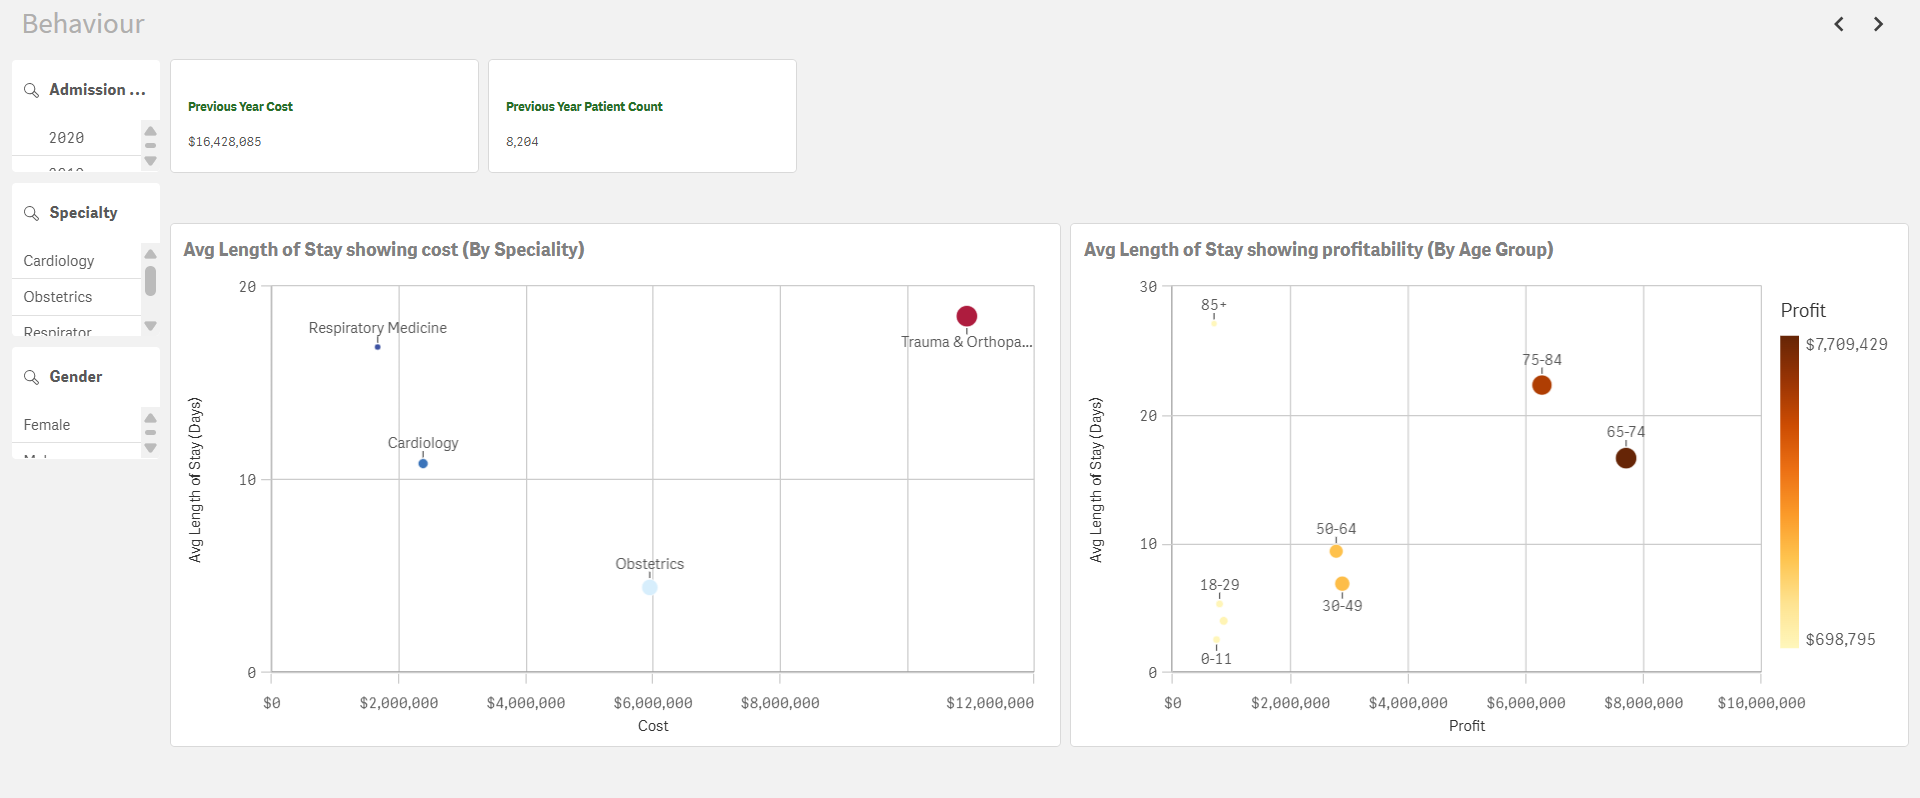 Behaviour
Admission ...
2020
Specialty
Cardiology
Obstetrics
Respirator
Gender
Female
Previous Year Cost
$16,428,085
Previous Year Patient Count
8,204
Avg Length of Stay showing cost (By Speciality)
Avg Length of Stay (Days)
20
10
0
Respiratory Medicine
Trauma & Orthopa...
Cardiology
Obstetrics
$0
$2,000,000
$4,000,000
$6,000,000
$8,000,000
$12,000,000
Cost
Avg Length of Stay showing profitability (By Age Group)
Avg Length of Stay (Days)
30
20
10
0
85+
75-84
65-74
50-64
30-49
18-29
0-11
$0
$2,000,000
$4,000,000
$6,000,000
$8,000,000
$10,000,000
Profit
Profit
$7,709,429
$698,795